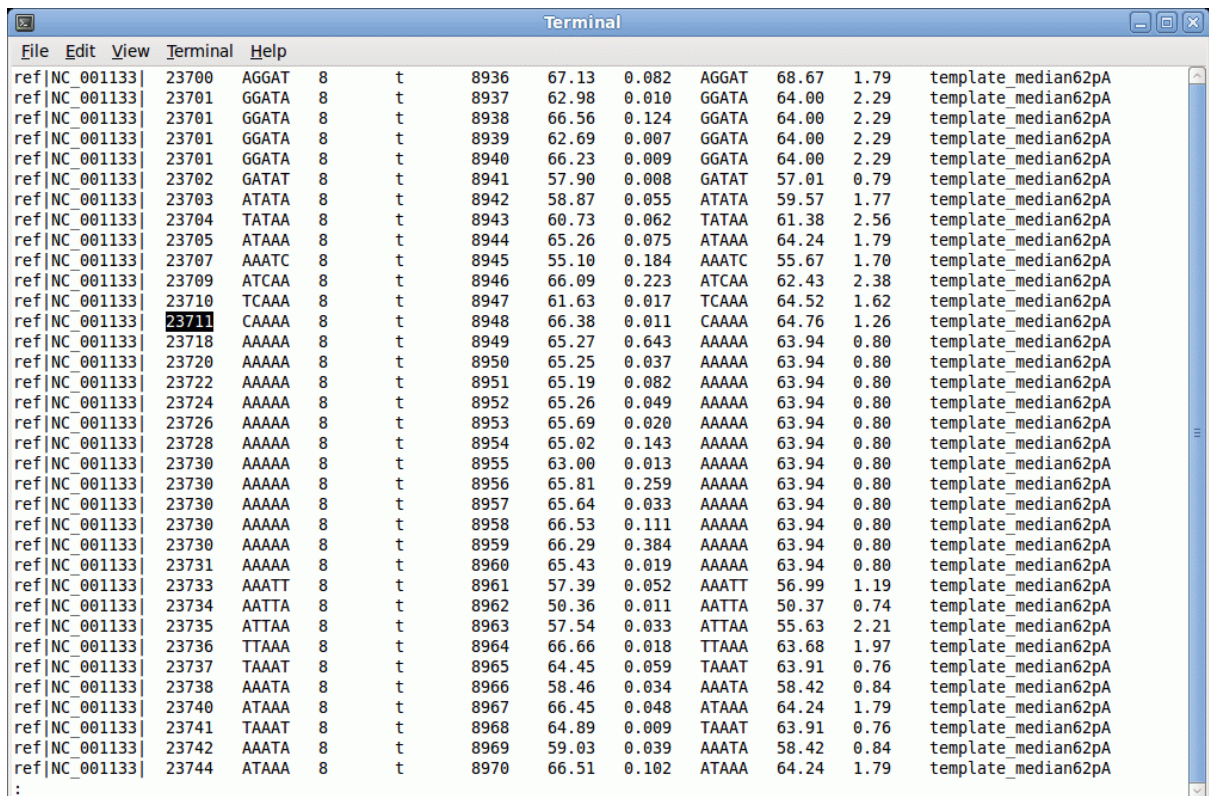 Terminal
File Edit View Terminal Help
ref|NC_001133| 23700 AGGAT 8 t 8936 67.13 0.082 AGGAT 68.67 1.79 template_median62pA
ref|NC_001133| 23701 GGATA 8 t 8937 62.98 0.010 GGATA 64.00 2.29 template_median62pA
ref|NC_001133| 23701 GGATA 8 t 8938 66.56 0.124 GGATA 64.00 2.29 template_median62pA
ref|NC_001133| 23701 GGATA 8 t 8939 62.69 0.007 GGATA 64.00 2.29 template_median62pA
ref|NC_001133| 23701 GGATA 8 t 8940 66.23 0.009 GGATA 64.00 2.29 template_median62pA
ref|NC_001133| 23702 GATAT 8 t 8941 57.90 0.008 GATAT 57.01 0.79 template_median62pA
ref|NC_001133| 23703 ATATA 8 t 8942 58.87 0.055 ATATA 59.57 1.77 template_median62pA
ref|NC_001133| 23704 TATAA 8 t 8943 60.73 0.062 TATAA 61.38 2.56 template_median62pA
ref|NC_001133| 23705 ATAAA 8 t 8944 65.26 0.075 ATAAA 64.24 1.79 template_median62pA
ref|NC_001133| 23707 AAATC 8 t 8945 55.10 0.184 AAATC 55.67 1.70 template_median62pA
ref|NC_001133| 23709 ATCAA 8 t 8946 66.09 0.223 ATCAA 62.43 2.38 template_median62pA
ref|NC_001133| 23710 TCAAA 8 t 8947 61.63 0.017 TCAAA 64.52 1.62 template_median62pA
ref|NC_001133| 23711 CAAAA 8 t 8948 66.38 0.011 CAAAA 64.76 1.26 template_median62pA
ref|NC_001133| 23718 AAAAA 8 t 8949 65.27 0.643 AAAAA 63.94 0.80 template_median62pA
ref|NC_001133| 23720 AAAAA 8 t 8950 65.25 0.037 AAAAA 63.94 0.80 template_median62pA
ref|NC_001133| 23722 AAAAA 8 t 8951 65.19 0.082 AAAAA 63.94 0.80 template_median62pA
ref|NC_001133| 23724 AAAAA 8 t 8952 65.26 0.049 AAAAA 63.94 0.80 template_median62pA
ref|NC_001133| 23726 AAAAA 8 t 8953 65.69 0.020 AAAAA 63.94 0.80 template_median62pA
ref|NC_001133| 23728 AAAAA 8 t 8954 65.02 0.143 AAAAA 63.94 0.80 template_median62pA
ref|NC_001133| 23730 AAAAA 8 t 8955 63.00 0.013 AAAAA 63.94 0.80 template_median62pA
ref|NC_001133| 23730 AAAAA 8 t 8956 65.81 0.259 AAAAA 63.94 0.80 template_median62pA
ref|NC_001133| 23730 AAAAA 8 t 8957 65.64 0.033 AAAAA 63.94 0.80 template_median62pA
ref|NC_001133| 23730 AAAAA 8 t 8958 66.53 0.111 AAAAA 63.94 0.80 template_median62pA
ref|NC_001133| 23730 AAAAA 8 t 8959 66.29 0.384 AAAAA 63.94 0.80 template_median62pA
ref|NC_001133| 23731 AAAAA 8 t 8960 65.43 0.019 AAAAA 63.94 0.80 template_median62pA
ref|NC_001133| 23733 AAATT 8 t 8961 57.39 0.052 AAATT 56.99 1.19 template_median62pA
ref|NC_001133| 23734 AATTA 8 t 8962 50.36 0.011 AATTA 50.37 0.74 template_median62pA
ref|NC_001133| 23735 ATTAA 8 t 8963 57.54 0.033 ATTAA 55.63 2.21 template_median62pA
ref|NC_001133| 23736 TTAAA 8 t 8964 66.66 0.018 TTAAA 63.68 1.97 template_median62pA
ref|NC_001133| 23737 TAAAT 8 t 8965 64.45 0.059 TAAAT 63.91 0.76 template_median62pA
ref|NC_001133| 23738 AAATA 8 t 8966 58.46 0.034 AAATA 58.42 0.84 template_median62pA
ref|NC_001133| 23740 ATAAA 8 t 8967 66.45 0.048 ATAAA 64.24 1.79 template_median62pA
ref|NC_001133| 23741 TAAAT 8 t 8968 64.89 0.009 TAAAT 63.91 0.76 template_median62pA
ref|NC_001133| 23742 AAATA 8 t 8969 59.03 0.039 AAATA 58.42 0.84 template_median62pA
ref|NC_001133| 23744 ATAAA 8 t 8970 66.51 0.102 ATAAA 64.24 1.79 template_median62pA
: